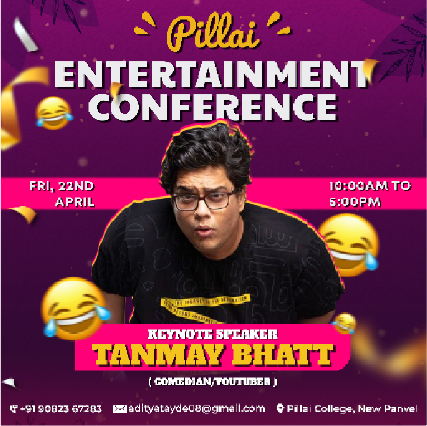 Pillai
ENTERTAINMENT
CONFERENCE
FRI, 22ND
APRIL
10:00AM TO
5:00PM
KEYNOTE SPEAKER
TANMAY BHATT
( COMEDIAN/YOUTUBER )
+91 90823 67283 adityatayde08@gmail.com Pillai College, New Panvel